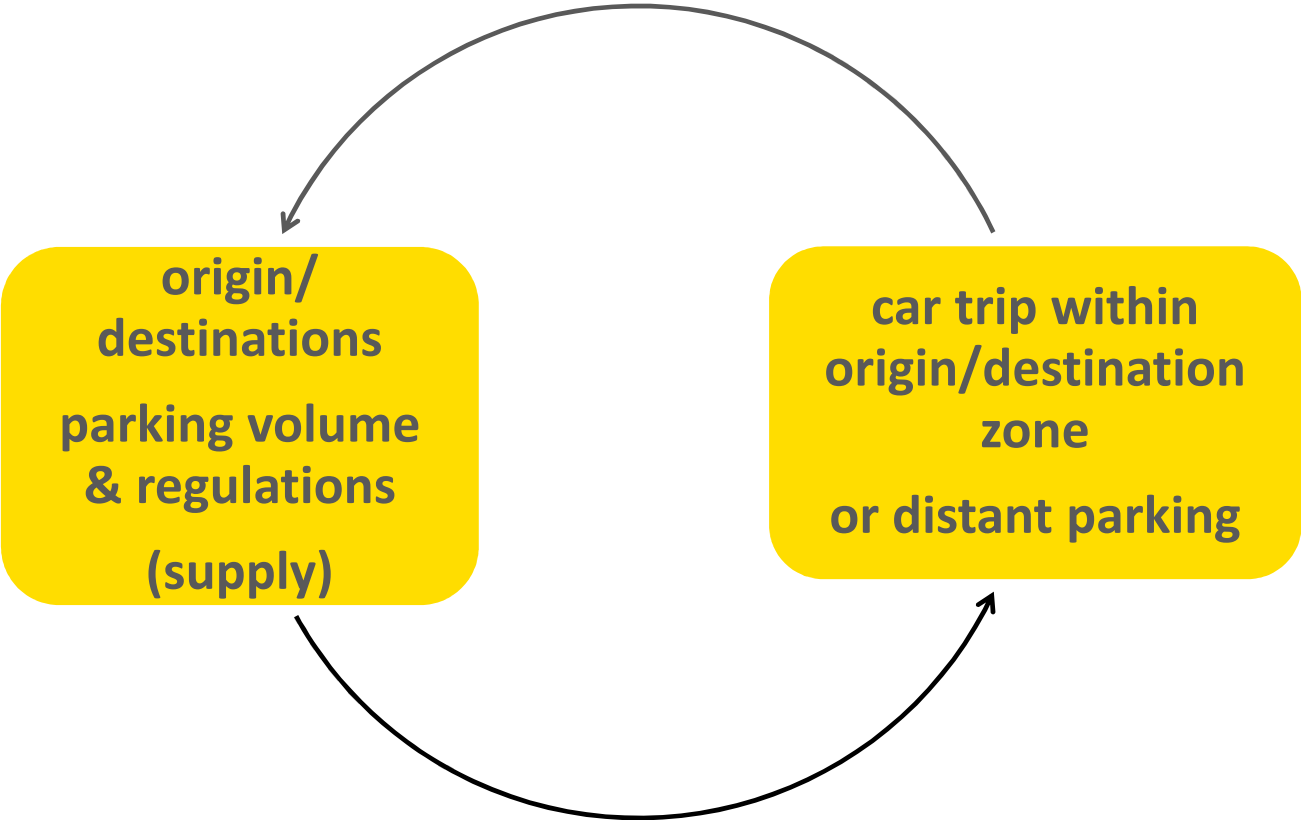 origin/
destinations
parking volume
& regulations
(supply)
car trip within
origin/destination
zone
or distant parking